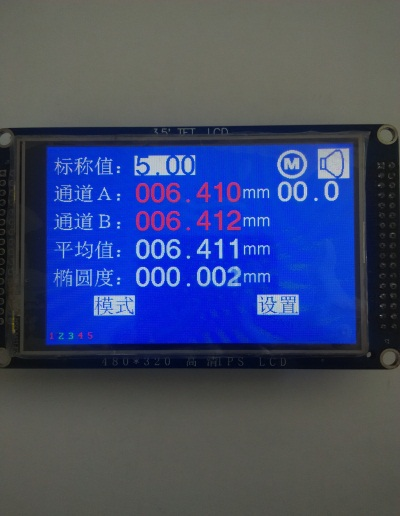 3.5' TFT LCD
标称值：5.00 M
通道A：006.410mm 00.0
通道B：006.412mm
平均值：006.411mm
椭圆度：000.002mm
模式 设置
12345
480*320 高清IPS LCD